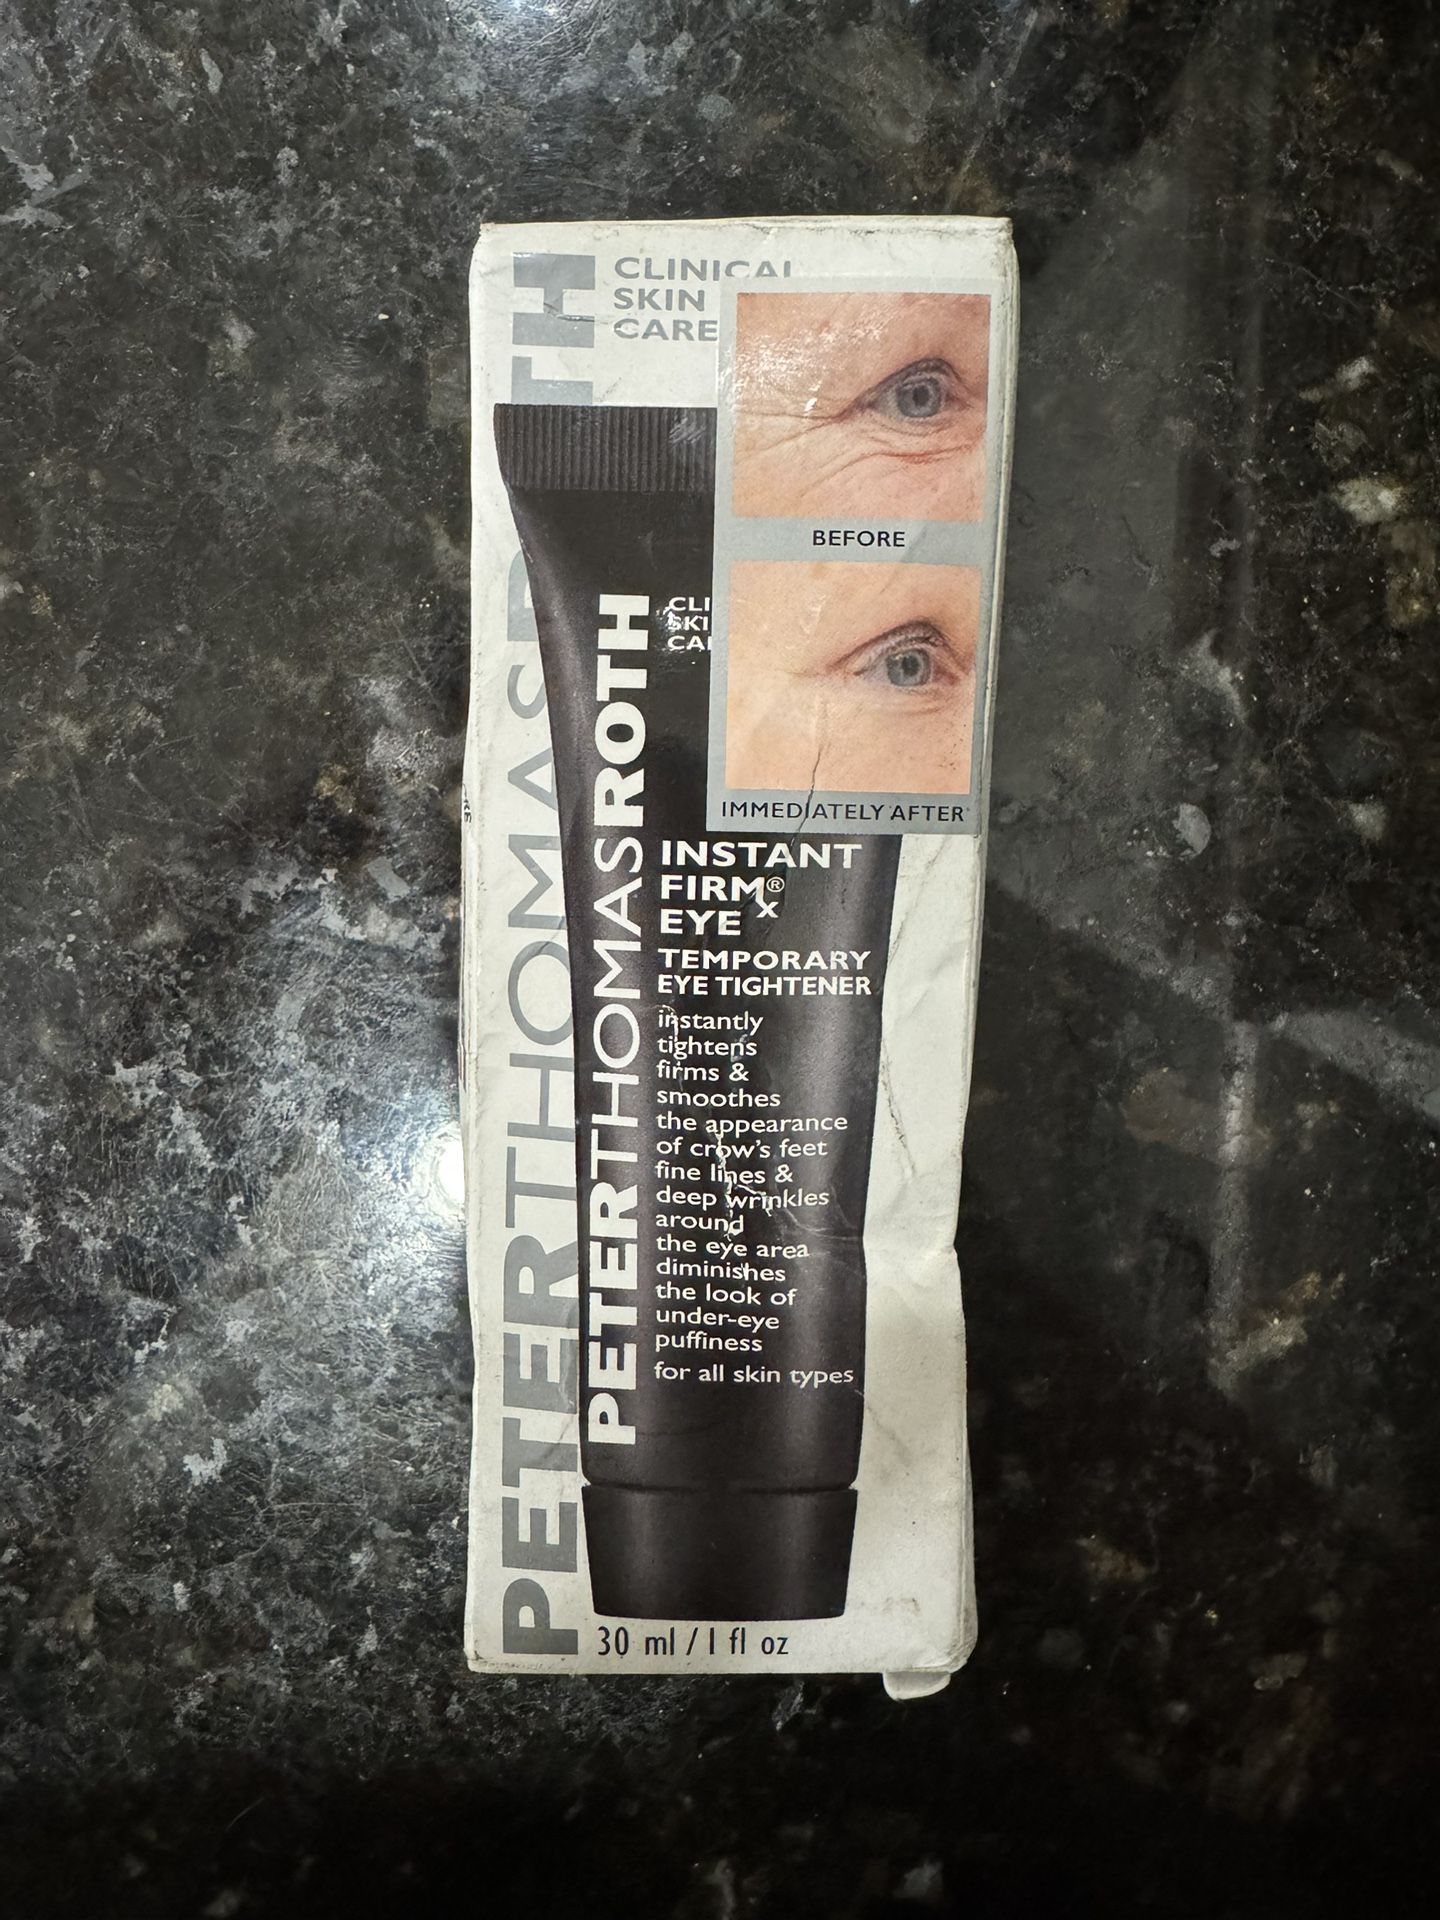 CLINICAL
SKIN
CARE
PETERTHOMAS
TH
BEFORE
IMMEDIATELY AFTER*
PETERTHOMASROTH
INSTANT
FIRM®
EYE x
TEMPORARY
EYE TIGHTENER
instantly
tightens
firms &
smoothes
the appearance
of crow's feet
fine lines &
deep wrinkles
around
the eye area
diminishes
the look of
under-eye
puffiness
for all skin types
30 ml / 1 fl oz